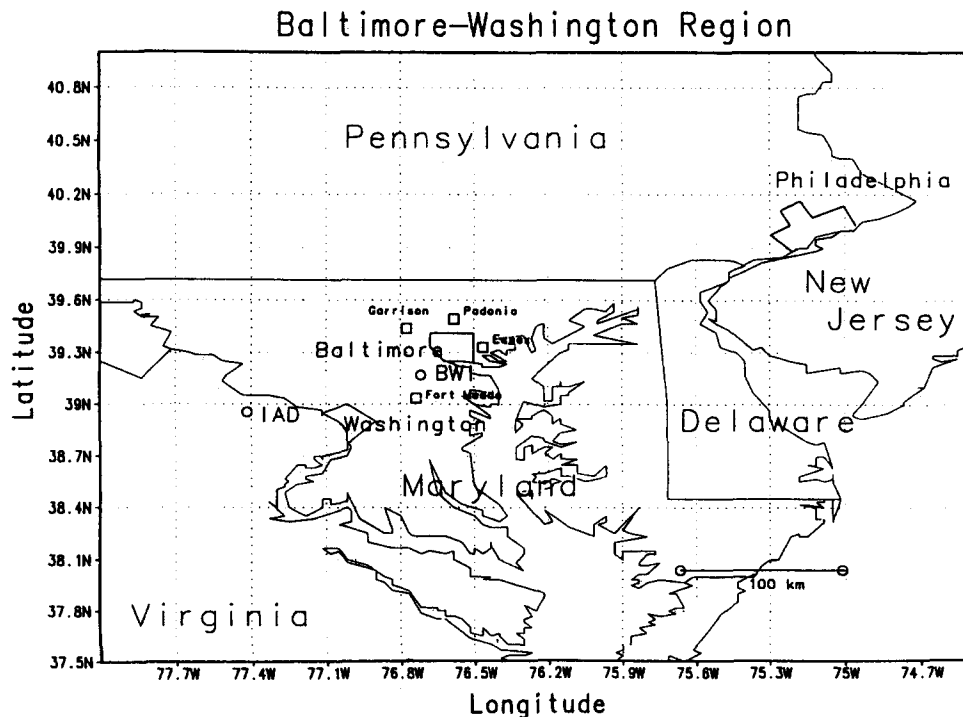 Baltimore–Washington Region
40.8N
40.5N
40.2N
39.9N
39.6N
39.3N
39N
38.7N
38.4N
38.1N
37.8N
37.5N
Latitude
Pennsylvania
Philadelphia
New
Jersey
Garrison
Padonia
Essex
Baltimore
BWI
Fort Meade
IAD
Washington
Delaware
Maryland
100 km
Virginia
77.7W
77.4W
77.1W
76.8W
76.5W
76.2W
75.9W
75.6W
75.3W
75W
74.7W
Longitude